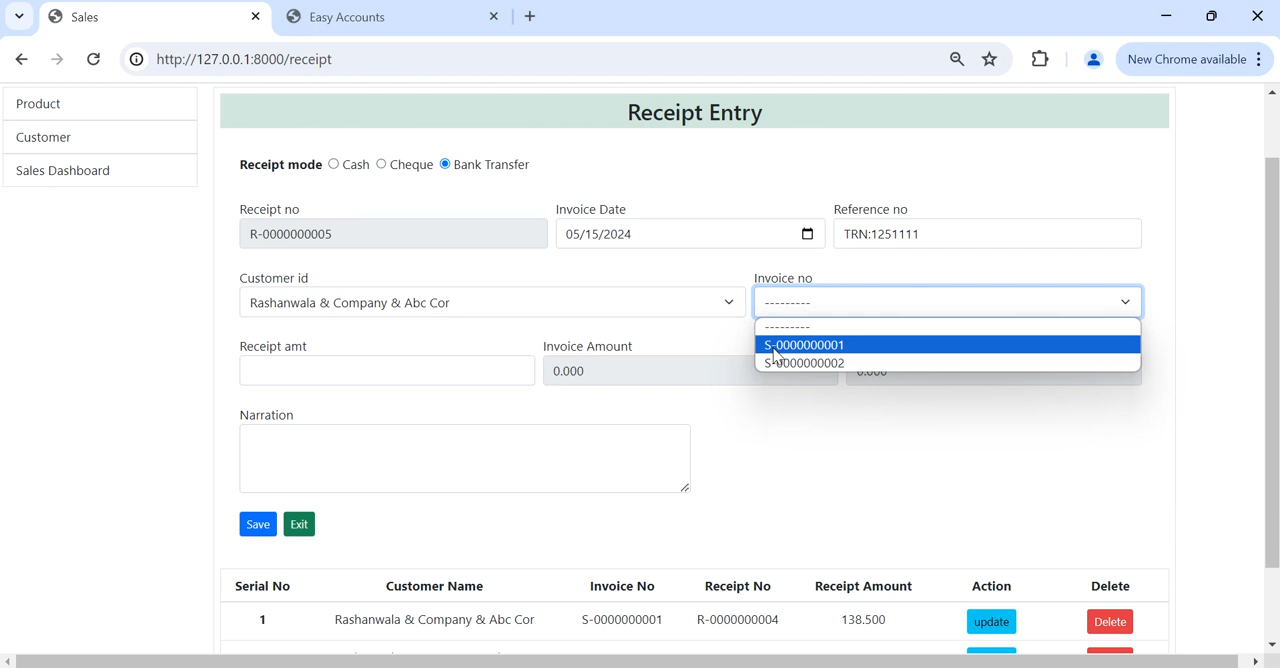 Sales
Easy Accounts
http://127.0.0.1:8000/receipt
New Chrome available
Product
Customer
Sales Dashboard
Receipt Entry
Receipt mode Cash Cheque Bank Transfer
Receipt no Invoice Date Reference no
R-0000000005 05/15/2024 TRN:1251111
Customer id Invoice no
Rashanwala & Company & Abc Cor ---------
---------
S-0000000001
S-0000000002
Receipt amt Invoice Amount
0.000 0.000
Narration
Save Exit
Serial No Customer Name Invoice No Receipt No Receipt Amount Action Delete
1 Rashanwala & Company & Abc Cor S-0000000001 R-0000000004 138.500 update Delete